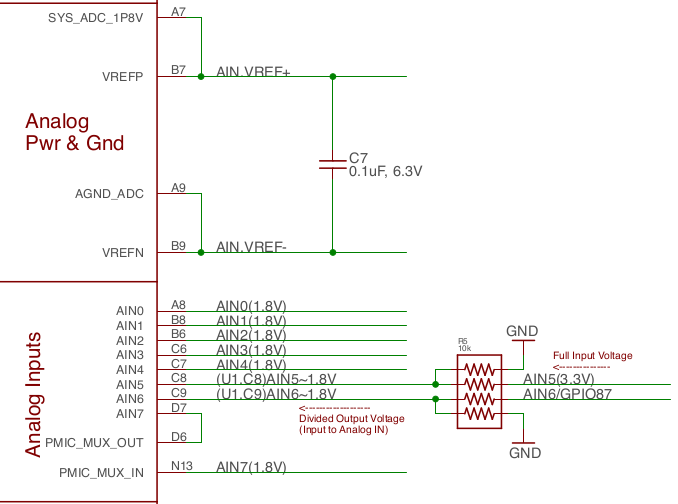 SYS_ADC_1P8V A7
VREFP B7 AIN.VREF+
Analog
Pwr & Gnd
C7
0.1uF, 6.3V
AGND_ADC A9
VREFN B9 AIN.VREF-
Analog Inputs
AIN0 A8 AIN0(1.8V)
AIN1 B8 AIN1(1.8V)
AIN2 B6 AIN2(1.8V)
AIN3 C6 AIN3(1.8V)
AIN4 C7 AIN4(1.8V)
AIN5 C8 (U1.C8)AIN5~1.8V
AIN6 C9 (U1.C9)AIN6~1.8V
AIN7 D7
PMIC_MUX_OUT D6
PMIC_MUX_IN N13 AIN7(1.8V)
<-------------------
Divided Output Voltage
(Input to Analog IN)
R5
10k
GND
Full Input Voltage
<---------------
AIN5(3.3V)
AIN6/GPIO87
GND